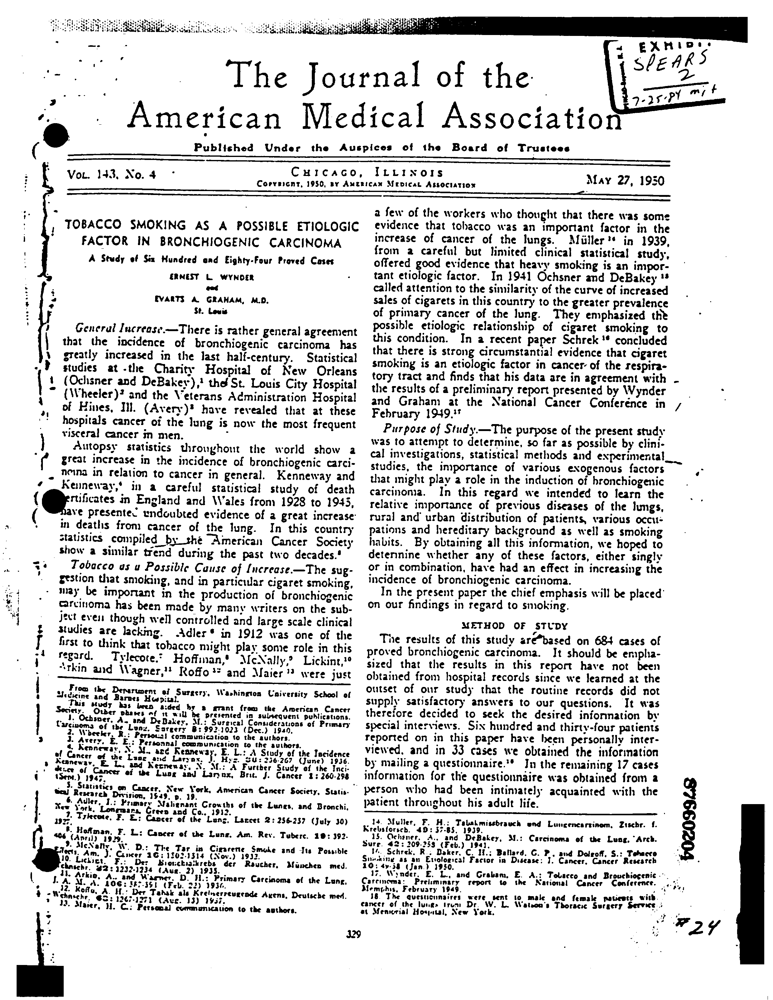 EXHIBI
SPEARS
2
7-25-84 mit
The Journal of the
American Medical Association
Published Under the Auspices of the Board of Trustees
VOL. 143, No. 4
CHICAGO, ILLINOIS
COPYRIGHT, 1950, BY AMERICAN MEDICAL ASSOCIATION
MAY 27, 1950
TOBACCO SMOKING AS A POSSIBLE ETIOLOGIC
FACTOR IN BRONCHIOGENIC CARCINOMA
A Study of Six Hundred and Eighty-Four Proved Cases
ERNEST L. WYNDER
and
EVARTS A. GRAHAM, M.D.
St. Louis
General Increase.—There is rather general agreement
that the incidence of bronchiogenic carcinoma has
greatly increased in the last half-century. Statistical
studies at the Charity Hospital of New Orleans
(Ochsner and DeBakey),¹ the St. Louis City Hospital
(Wheeler)² and the Veterans Administration Hospital
of Hines, Ill. (Avery)³ have revealed that at these
hospitals cancer of the lung is now the most frequent
visceral cancer in men.
Autopsy statistics throughout the world show a
great increase in the incidence of bronchiogenic carci-
noma in relation to cancer in general. Kenneway and
Kenneway,⁴ in a careful statistical study of death
ertificates in England and Wales from 1928 to 1945,
have presented undoubted evidence of a great increase
in deaths from cancer of the lung. In this country
statistics compiled by the American Cancer Society
show a similar trend during the past two decades.⁵
Tobacco as a Possible Cause of Increase.—The sug-
gestion that smoking, and in particular cigaret smoking,
may be important in the production of bronchiogenic
carcinoma has been made by many writers on the sub-
ject even though well controlled and large scale clinical
studies are lacking. Adler⁶ in 1912 was one of the
first to think that tobacco might play some role in this
regard. Tylecote,⁷ Hoffman,⁸ McNally,⁹ Lickint,¹⁰
Arkin and Wagner,¹¹ Roffo¹² and Maier¹³ were just
From the Department of Surgery, Washington University School of
Medicine and Barnes Hospital.
This study has been aided by a grant from the American Cancer
Society. Other phases of it will be presented in subsequent publications.
1. Ochsner, A., and DeBakey, M.: Surgical Considerations of Primary
Carcinoma of the Lung, Surgery 8: 992-1023 (Dec.) 1940.
2. Wheeler, R.: Personal communication to the authors.
3. Avery, E. E.: Personal communication to the authors.
4. Kenneway, N. M., and Kenneway, E. L.: A Study of the Incidence
of Cancer of the Lung and Larynx, J. Hyg. 36: 236-267 (June) 1936.
Kenneway, E. L., and Kenneway, N. M.: A Further Study of the Inci-
dence of Cancer of the Lung and Larynx, Brit. J. Cancer 1: 260-298
(Sept.) 1947.
5. Statistics on Cancer, New York, American Cancer Society, Statis-
tical Research Division, 1949, p. 19.
6. Adler, I.: Primary Malignant Growths of the Lungs, and Bronchi,
New York, Longmans, Green and Co., 1912.
7. Tylecote, F. E.: Cancer of the Lung, Lancet 2: 256-257 (July 30)
1927.
8. Hoffman, F. L.: Cancer of the Lung, Am. Rev. Tuberc. 19: 392-
406 (April) 1929.
9. McNally, W. D.: The Tar in Cigarette Smoke and Its Possible
Effects, Am. J. Cancer 16: 1502-1514 (Nov.) 1932.
10. Lickint, F.: Der Bronchialkrebs der Raucher, München med.
Wchnschr. 82: 1232-1234 (Aug. 2) 1935.
11. Arkin, A., and Wagner, D. H.: Primary Carcinoma of the Lung,
J. A. M. A. 106: 587-591 (Feb. 22) 1936.
12. Roffo, A. H.: Der Tabak als Krebserzeugende Agens, Deutsche med.
Wchnschr. 63: 1267-1271 (Aug. 13) 1937.
13. Maier, H. C.: Personal communication to the authors.
a few of the workers who thought that there was some
evidence that tobacco was an important factor in the
increase of cancer of the lungs. Müller¹⁴ in 1939,
from a careful but limited clinical statistical study,
offered good evidence that heavy smoking is an impor-
tant etiologic factor. In 1941 Ochsner and DeBakey¹⁵
called attention to the similarity of the curve of increased
sales of cigarets in this country to the greater prevalence
of primary cancer of the lung. They emphasized the
possible etiologic relationship of cigaret smoking to
this condition. In a recent paper Schrek¹⁶ concluded
that there is strong circumstantial evidence that cigaret
smoking is an etiologic factor in cancer of the respira-
tory tract and finds that his data are in agreement with
the results of a preliminary report presented by Wynder
and Graham at the National Cancer Conference in
February 1949.¹⁷
Purpose of Study.—The purpose of the present study
was to attempt to determine, so far as possible by clini-
cal investigations, statistical methods and experimental
studies, the importance of various exogenous factors
that might play a role in the induction of bronchiogenic
carcinoma. In this regard we intended to learn the
relative importance of previous diseases of the lungs,
rural and urban distribution of patients, various occu-
pations and hereditary background as well as smoking
habits. By obtaining all this information, we hoped to
determine whether any of these factors, either singly
or in combination, have had an effect in increasing the
incidence of bronchiogenic carcinoma.
In the present paper the chief emphasis will be placed
on our findings in regard to smoking.
METHOD OF STUDY
The results of this study are based on 684 cases of
proved bronchiogenic carcinoma. It should be empha-
sized that the results in this report have not been
obtained from hospital records since we learned at the
outset of our study that the routine records did not
supply satisfactory answers to our questions. It was
therefore decided to seek the desired information by
special interviews. Six hundred and thirty-four patients
reported on in this paper have been personally inter-
viewed, and in 33 cases we obtained the information
by mailing a questionnaire.¹⁸ In the remaining 17 cases
information for the questionnaire was obtained from a
person who had been intimately acquainted with the
patient throughout his adult life.
14. Muller, F. H.: Tabakmissbrauch und Lungencarcinom, Ztschr. f.
Krebsforsch. 49: 57-85, 1939.
15. Ochsner, A., and DeBakey, M.: Carcinoma of the Lung, Arch.
Surg. 42: 209-258 (Feb.) 1941.
16. Schrek, R., Baker, C. H., Ballard, G. P., and Dolgoff, S.: Tobacco
Smoking as an Etiological Factor in Disease: I. Cancer, Cancer Research
10: 49-58 (Jan.) 1950.
17. Wynder, E. L., and Graham, E. A.: Tobacco and Bronchiogenic
Carcinoma: Preliminary report to the National Cancer Conference,
Memphis, February 1949.
18. The questionnaires were sent to male and female patients with
cancer of the lungs from Dr. W. L. Watson's Thoracic Surgery Service
at Memorial Hospital, New York.
329
87660204
#24